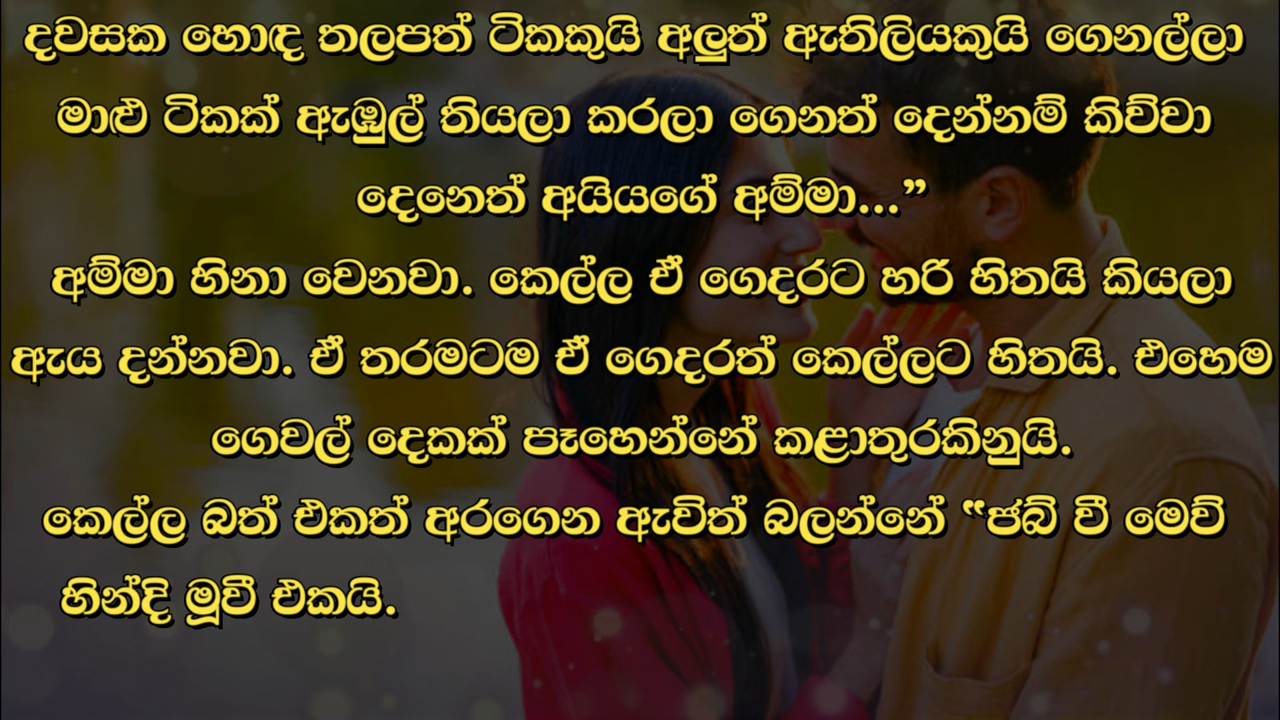 දවසක හොඳ තලපත් ටිකකුයි අලුත් ඇතිලියකුයි ගෙනල්ලා
මාළු ටිකක් ඇඹුල් තියලා කරලා ගෙනත් දෙන්නම් කිව්වා
දෙනෙත් අයියගේ අම්මා...”
අම්මා හිනා වෙනවා. කෙල්ල ඒ ගෙදරට හරි හිතයි කියලා
ඇය දන්නවා. ඒ තරමටම ඒ ගෙදරත් කෙල්ලට හිතයි. එහෙම
ගෙවල් දෙකක් පෑහෙන්නේ කළාතුරකිනුයි.
කෙල්ල බත් එකත් අරගෙන ඇවිත් බලන්නේ “ජබ් වී මෙව්
හින්දි මූවී එකයි.